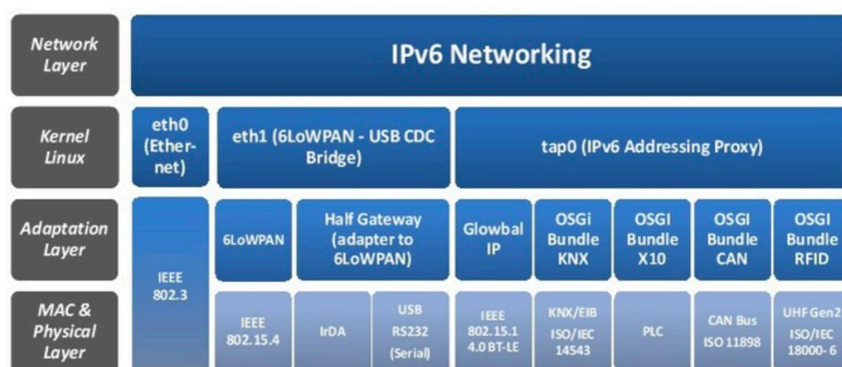 Network
Layer
IPv6 Networking
Kernel
Linux
eth0
(Ether-
net)
eth1 (6LoWPAN - USB CDC
Bridge)
tap0 (IPv6 Addressing Proxy)
Adaptation
Layer
IEEE
802.3
6LoWPAN
Half Gateway
(adapter to
6LoWPAN)
Glowbal
IP
OSGi
Bundle
KNX
OSGI
Bundle
X10
OSGI
Bundle
CAN
OSGI
Bundle
RFID
MAC &
Physical
Layer
IEEE
802.15.4
IrDA
USB
RS232
(Serial)
IEEE
802.15.1
4.0 BT-LE
KNX/EIB
ISO/IEC
14543
PLC
CAN Bus
ISO 11898
UHF Gen2
ISO/IEC
18000- 6